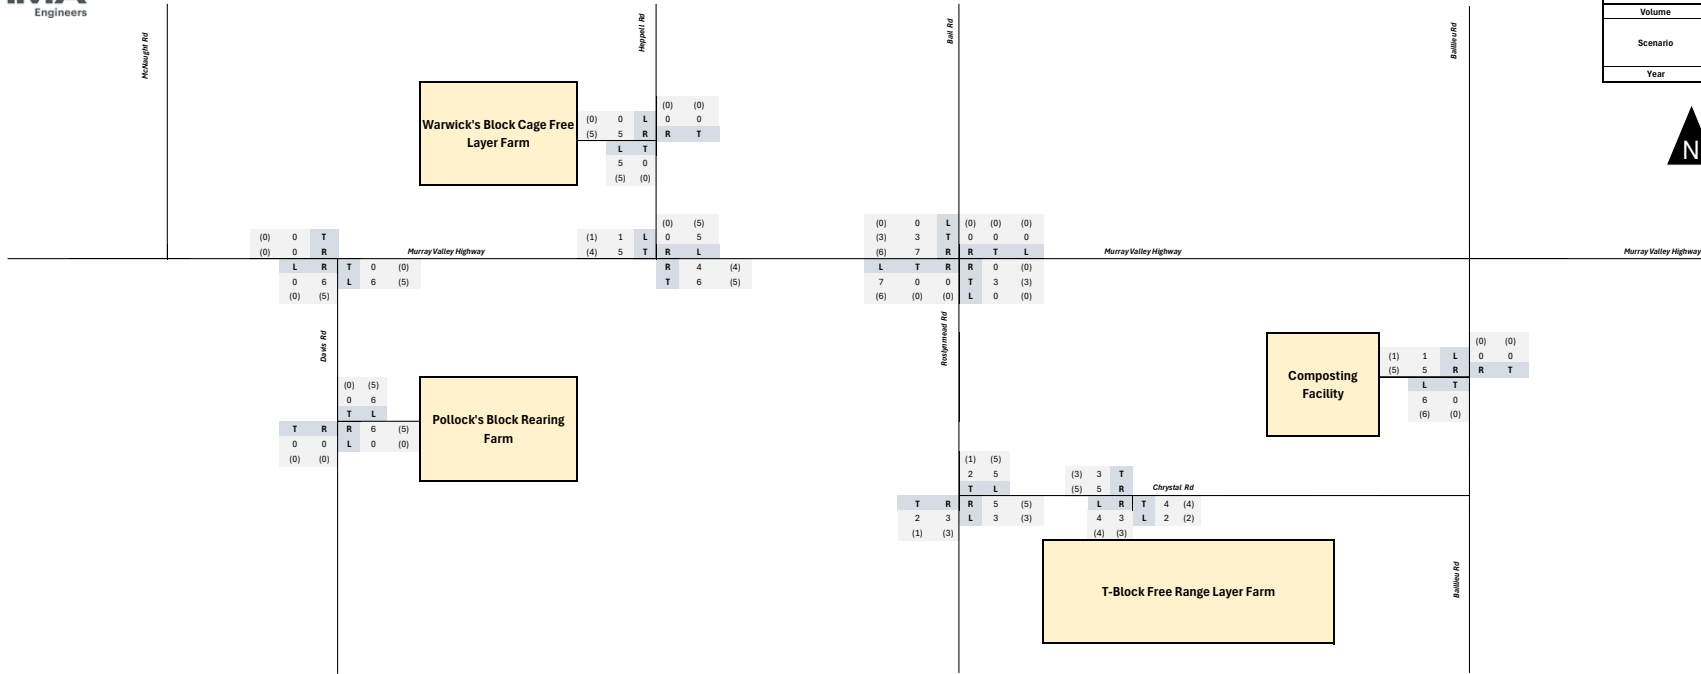 Engineers
Volume
Scenario
Year
N
McNaught Rd
Heppell Rd
Ball Rd
Baillieu Rd
Warwick's Block Cage Free
Layer Farm
(0) (0)
(0) 0 L 0 0
(5) 5 R R T
L T
5 0
(5) (0)
(0) 0 T
(0) 0 R
Murray Valley Highway
L R T 0 (0)
0 6 L 6 (5)
(0) (5)
(0) (5)
(1) 1 L 0 5
(4) 5 T R L
R 4 (4)
T 6 (5)
(0) 0 L (0) (0) (0)
(3) 3 T 0 0 0
(6) 7 R R T L
L T R R 0 (0)
7 0 0 T 3 (3)
(6) (0) (0) L 0 (0)
Murray Valley Highway
Murray Valley Highway
Davis Rd
Roslynmead Rd
(0) (5)
0 6
T L
T R R 6 (5)
0 0 L 0 (0)
(0) (0)
Pollock's Block Rearing
Farm
Composting
Facility
(0) (0)
(1) 1 L 0 0
(5) 5 R R T
L T
6 0
(6) (0)
(1) (5)
2 5
T L
T R R 5 (5)
2 3 L 3 (3)
(1) (3)
(3) 3 T
(5) 5 R
Chrystal Rd
L R T 4 (4)
4 3 L 2 (2)
(4) (3)
T-Block Free Range Layer Farm
Baillieu Rd